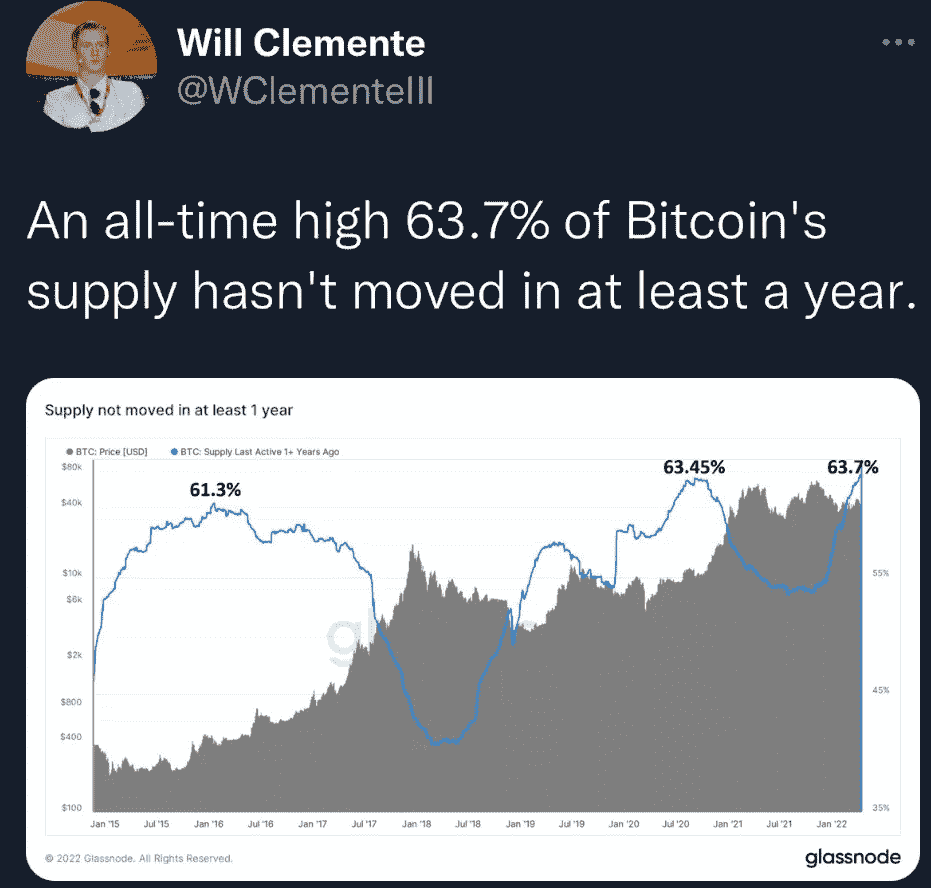 Will Clemente
@WClementeIII
An all-time high 63.7% of Bitcoin's
supply hasn't moved in at least a year.
Supply not moved in at least 1 year
BTC: Price [USD] BTC: Supply Last Active 1+ Years Ago
$80k
63.45% 63.7%
61.3%
$40k
$10k 55%
$6k
$2k
45%
$800
$400
$100 35%
Jan '15 Jul '15 Jan '16 Jul '16 Jan '17 Jul '17 Jan '18 Jul '18 Jan '19 Jul '19 Jan '20 Jul '20 Jan '21 Jul '21 Jan '22
© 2022 Glassnode. All Rights Reserved. glassnode